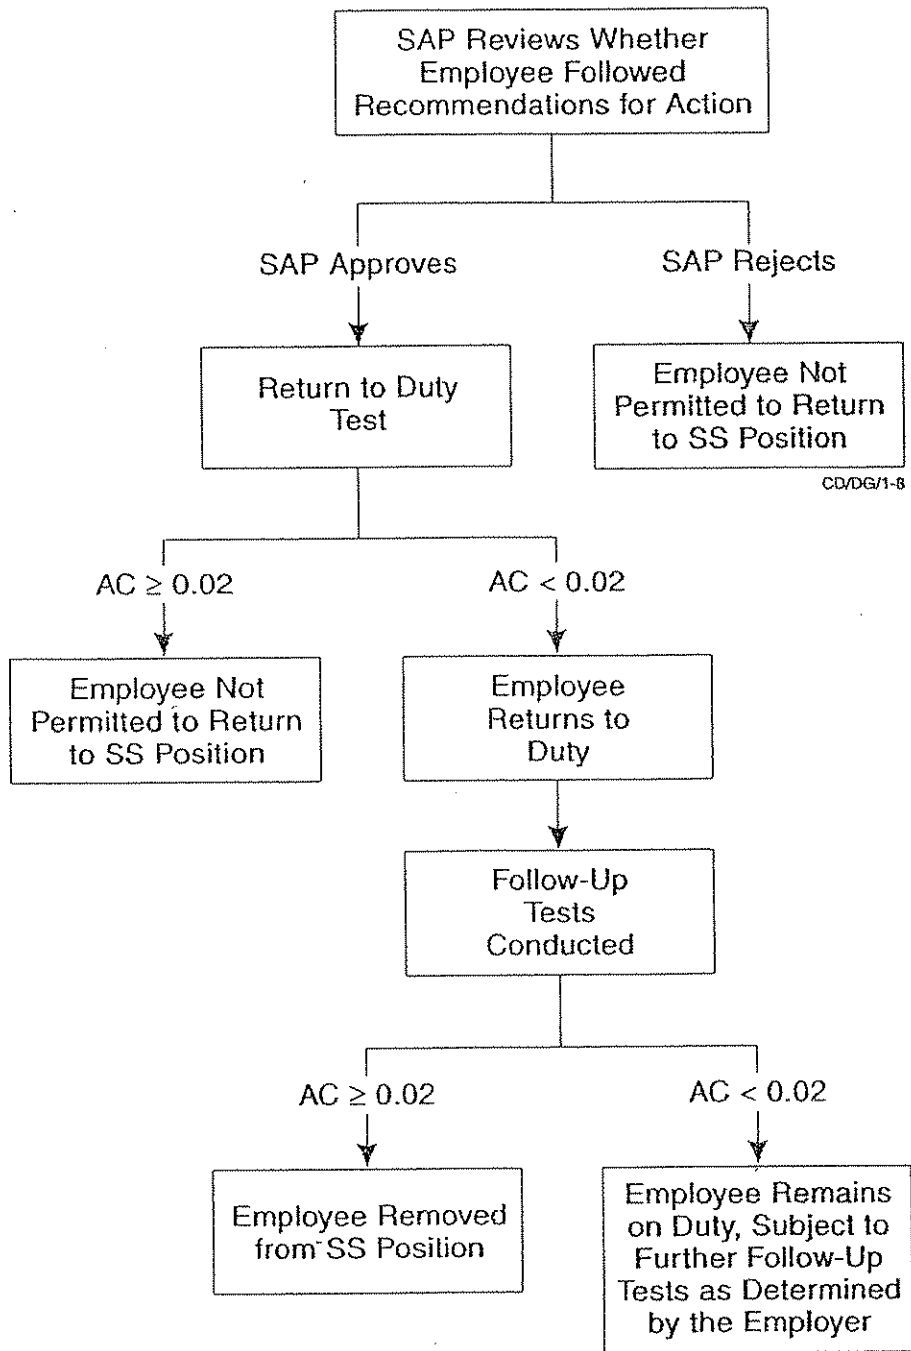 SAP Reviews Whether
Employee Followed
Recommendations for Action
SAP Approves
SAP Rejects
Return to Duty
Test
Employee Not
Permitted to Return
to SS Position
CD/DG/1-8
AC ≥ 0.02
AC < 0.02
Employee Not
Permitted to Return
to SS Position
Employee
Returns to
Duty
Follow-Up
Tests
Conducted
AC ≥ 0.02
AC < 0.02
Employee Removed
from SS Position
Employee Remains
on Duty, Subject to
Further Follow-Up
Tests as Determined
by the Employer